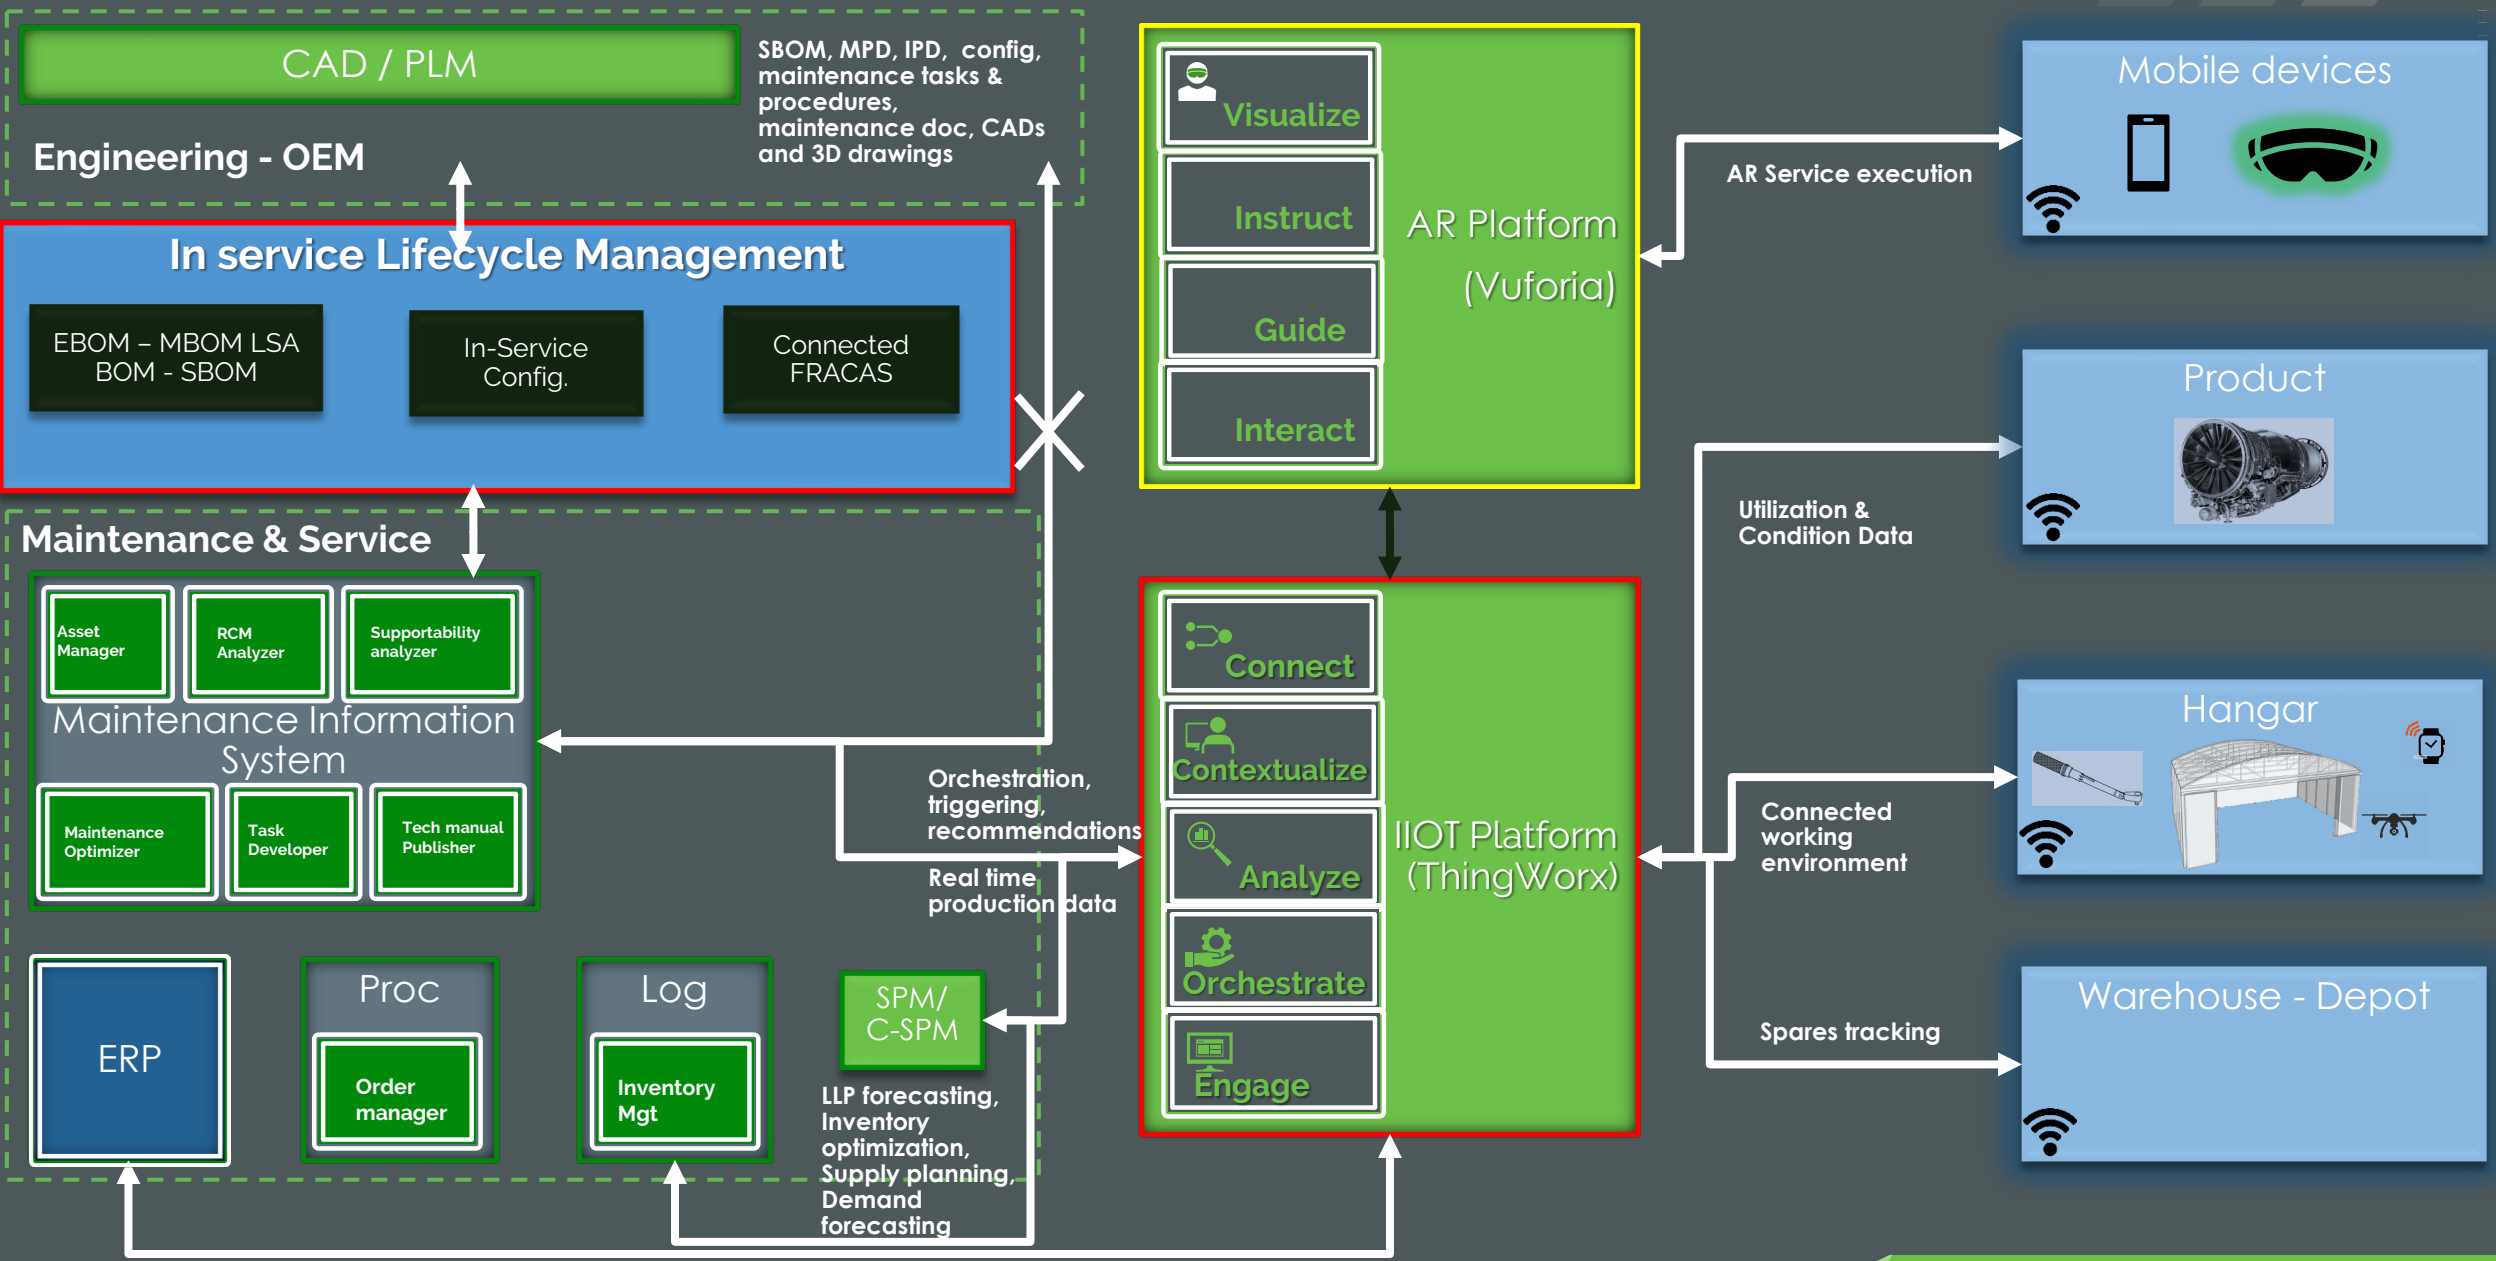 CAD / PLM
SBOM, MPD, IPD, config,
maintenance tasks &
procedures,
maintenance doc, CADs
and 3D drawings
Engineering - OEM
In service Lifecycle Management
EBOM – MBOM LSA
BOM - SBOM
In-Service
Config.
Connected
FRACAS
Maintenance & Service
Asset
Manager
RCM
Analyzer
Supportability
analyzer
Maintenance Information
System
Maintenance
Optimizer
Task
Developer
Tech manual
Publisher
ERP
Proc
Order
manager
Log
Inventory
Mgt
SPM/
C-SPM
LLP forecasting,
Inventory
optimization,
Supply planning,
Demand
forecasting
Orchestration,
triggering,
recommendations
Real time
production data
Visualize
Instruct
Guide
Interact
AR Platform
(Vuforia)
Connect
Contextualize
Analyze
Orchestrate
Engage
IIOT Platform
(ThingWorx)
AR Service execution
Utilization &
Condition Data
Connected
working
environment
Spares tracking
Mobile devices
Product
Hangar
Warehouse - Depot